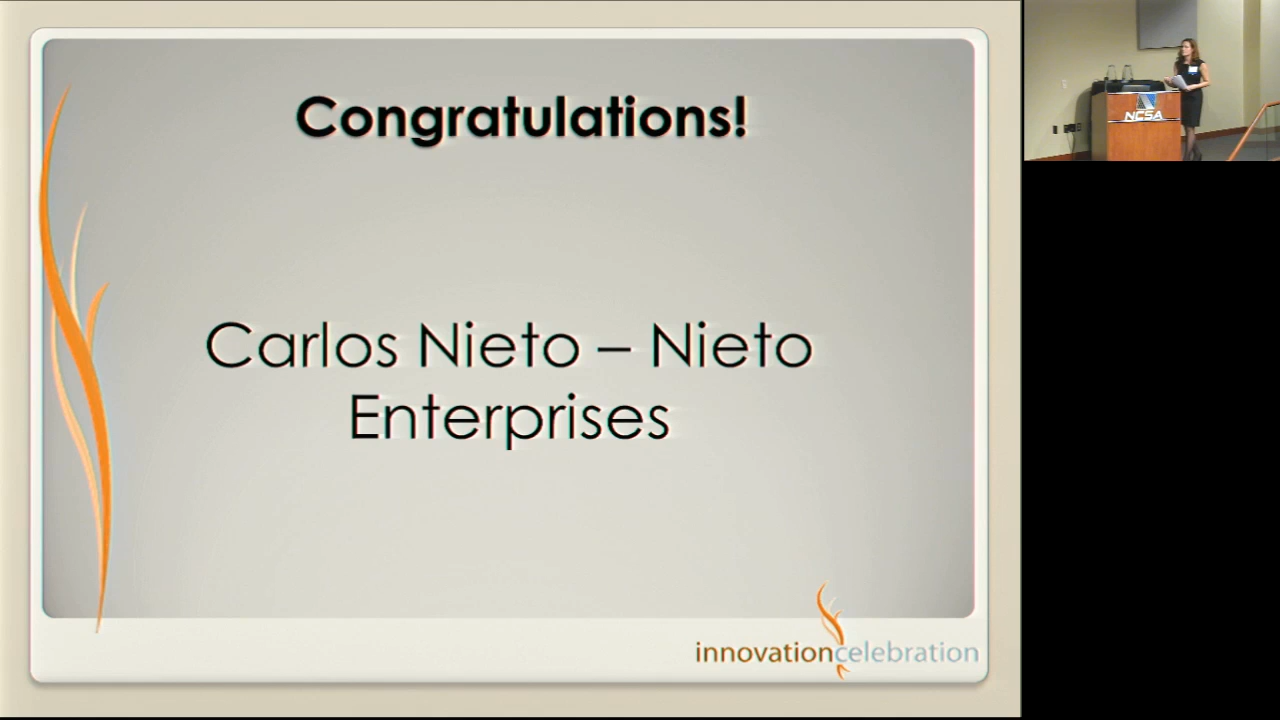 Congratulations!
Carlos Nieto – Nieto
Enterprises
innovationcelebration
NCSA